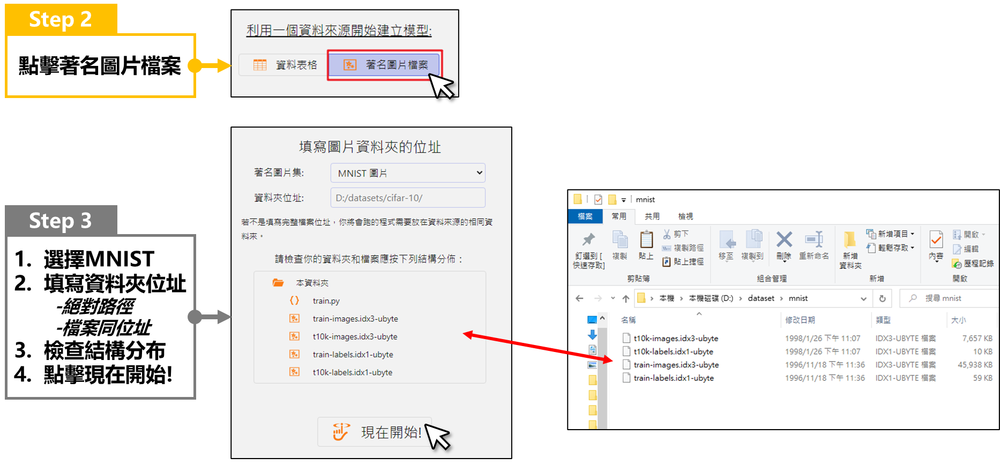 Step 2
點擊著名圖片檔案
利用一個資料來源開始建立模型:
資料表格
著名圖片檔案
Step 3
1. 選擇MNIST
2. 填寫資料夾位址
-絕對路徑
-檔案同位址
3. 檢查結構分布
4. 點擊現在開始!
填寫圖片資料夾的位址
著名圖片集:
MNIST 圖片
資料夾位址:
D:/datasets/cifar-10/
若不是填寫完整檔案位址，你將會跑的程式需要放在資料來源的相同資
料夾。
請檢查你的資料夾和檔案應按下列結構分佈：
本資料夾
train.py
train-images.idx3-ubyte
t10k-images.idx3-ubyte
train-labels.idx1-ubyte
t10k-labels.idx1-ubyte
現在開始!
mnist
檔案 常用 共用 檢視
釘選到 [
快速存取]
複製
貼上
剪下
複製路徑
貼上捷徑
剪貼簿
移至
複製到
刪除
重新命名
組合管理
新增
資料夾
新增項目
輕鬆存取
新增
內容
開啟
編輯
歷程記錄
開啟
本機 > 本機磁碟 (D:) > dataset > mnist
搜尋 mnist
名稱 修改日期 類型 大小
t10k-images.idx3-ubyte 1998/1/26 下午 11:07 IDX3-UBYTE 檔案 7,657 KB
t10k-labels.idx1-ubyte 1998/1/26 下午 11:07 IDX1-UBYTE 檔案 10 KB
train-images.idx3-ubyte 1996/11/18 下午 11:36 IDX3-UBYTE 檔案 45,938 KB
train-labels.idx1-ubyte 1996/11/18 下午 11:36 IDX1-UBYTE 檔案 59 KB